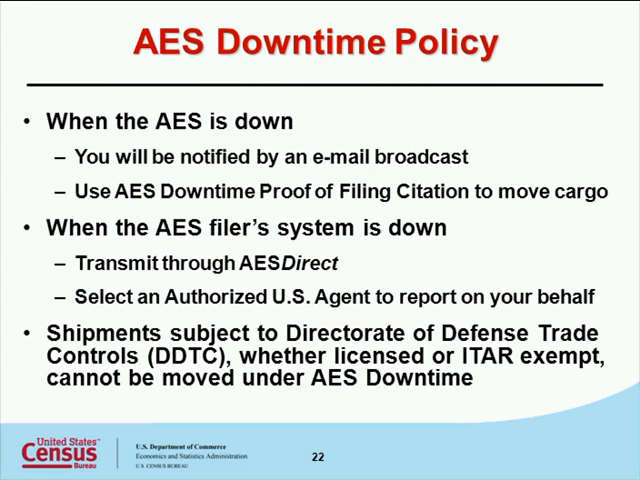 AES Downtime Policy
• When the AES is down
– You will be notified by an e-mail broadcast
– Use AES Downtime Proof of Filing Citation to move cargo
• When the AES filer's system is down
– Transmit through AESDirect
– Select an Authorized U.S. Agent to report on your behalf
• Shipments subject to Directorate of Defense Trade
Controls (DDTC), whether licensed or ITAR exempt,
cannot be moved under AES Downtime
United States™
Census
Bureau
U.S. Department of Commerce
Economics and Statistics Administration
U.S. CENSUS BUREAU
22